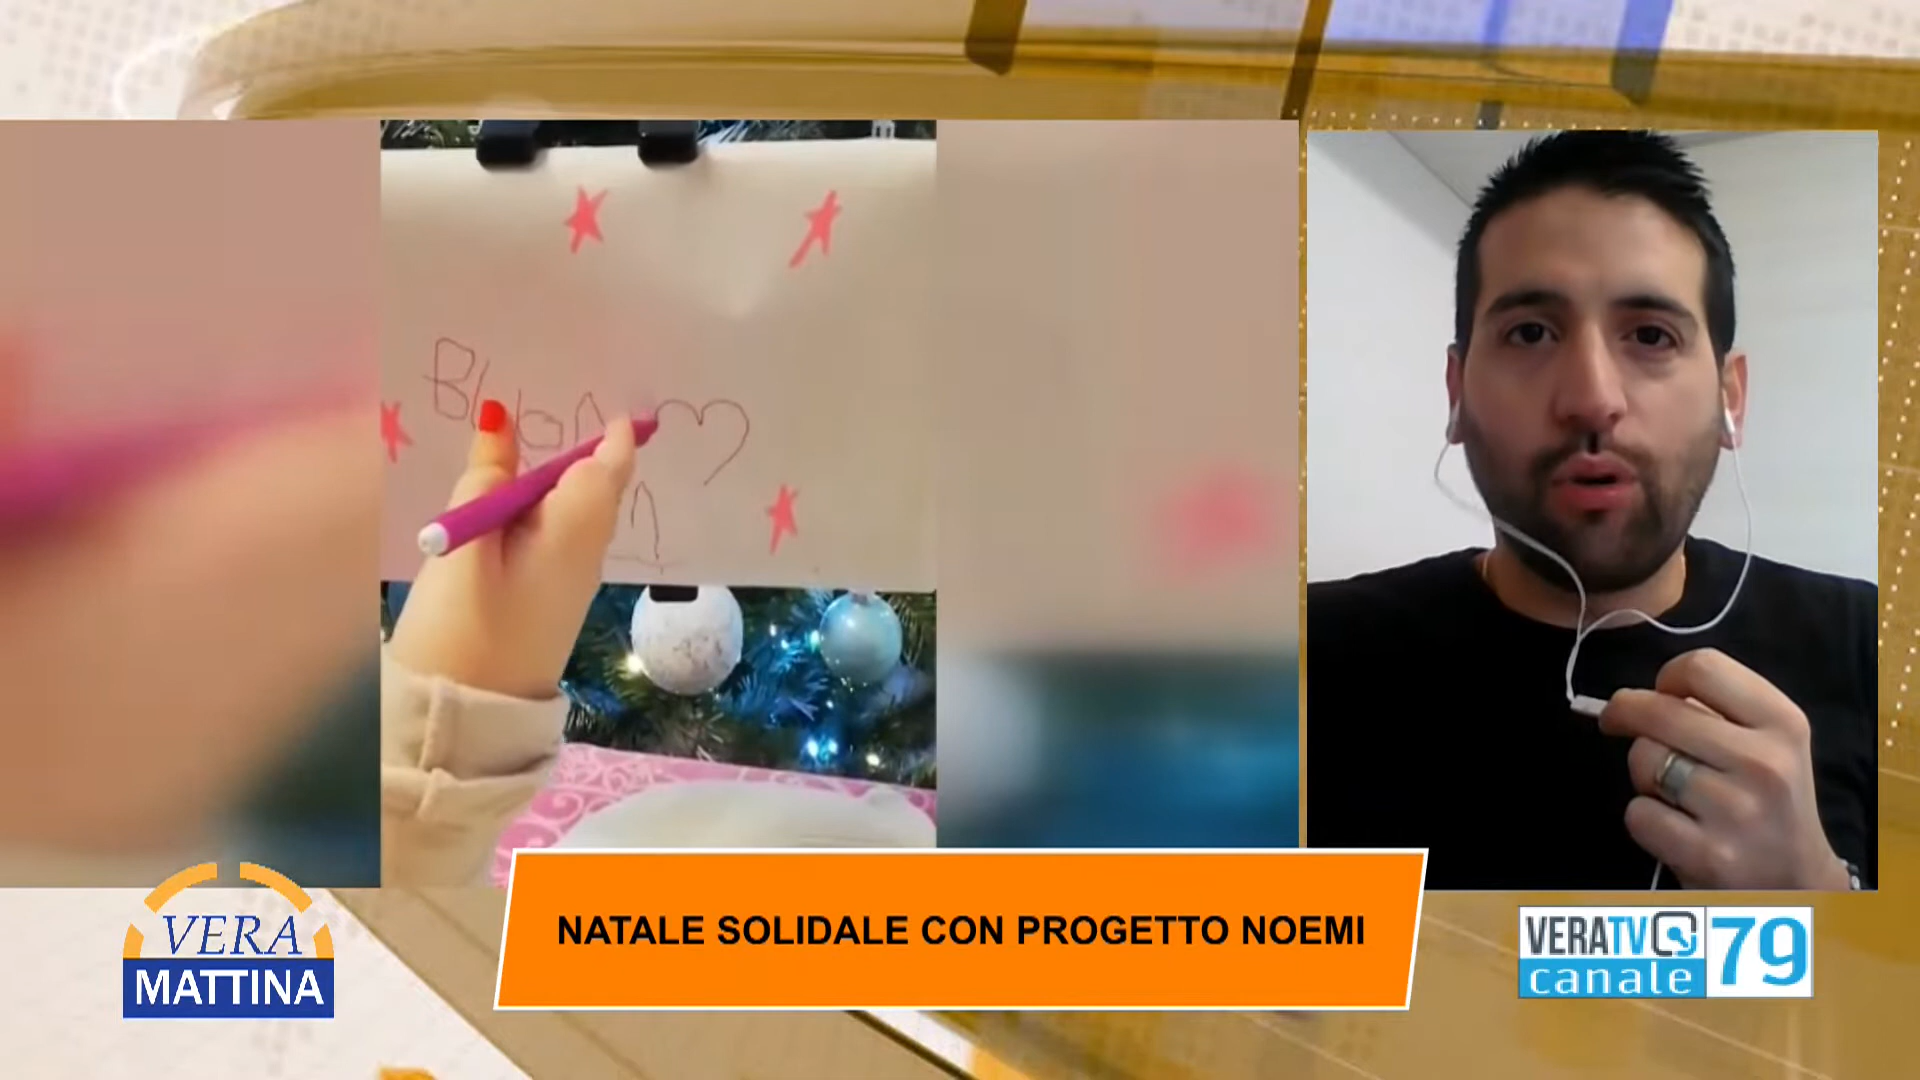 NATALE SOLIDALE CON PROGETTO NOEMI
VERA
MATTINA
VERATV
canale 79